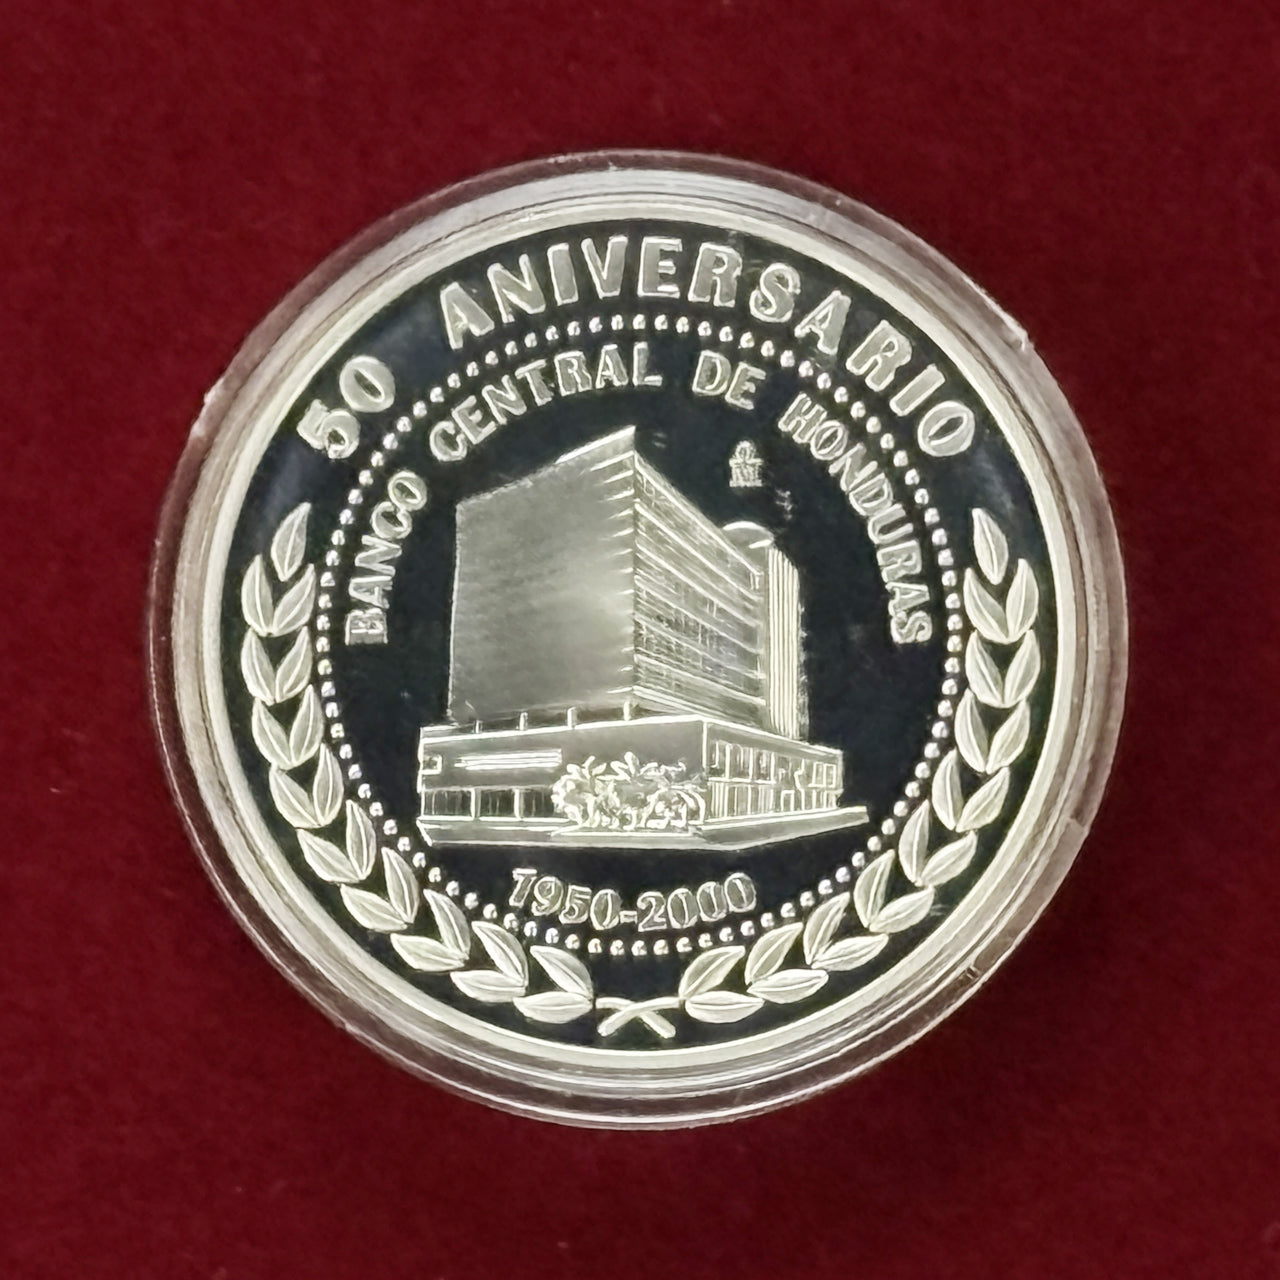 50 ANIVERSARIO
BANCO CENTRAL DE HONDURAS
1950-2000